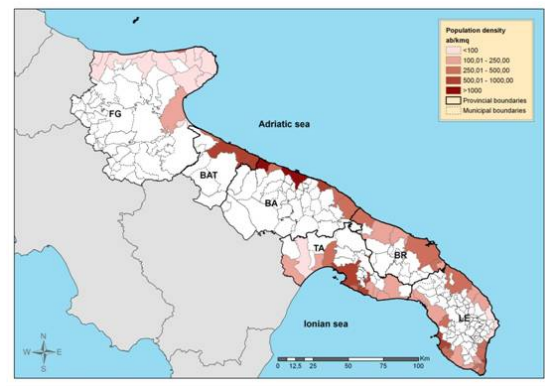 Population density
ab/kmq
<100
100,01 - 250,00
250,01 - 500,00
500,01 - 1000,00
>1000
Provincial boundaries
Municipal boundaries
FG
Adriatic sea
BAT
BA
TA
BR
LE
Ionian sea
N
W E
S
Km
0 12,5 25 50 75 100